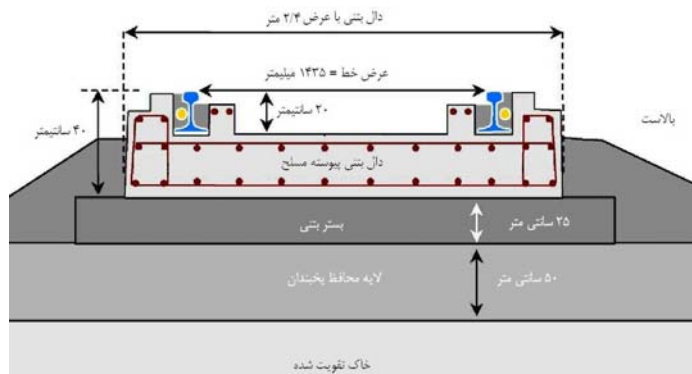 دال بتنی با عرض ۲/۴ متر
عرض خط = ۱۴۳۵ میلیمتر
۲۰ سانتیمتر
۴۰ سانتیمتر
بالاست
دال بتنی پیوسته مسلح
بستر بتنی
۲۵ سانتی متر
لایه محافظ یخبندان
۵۰ سانتی متر
خاک تقویت شده